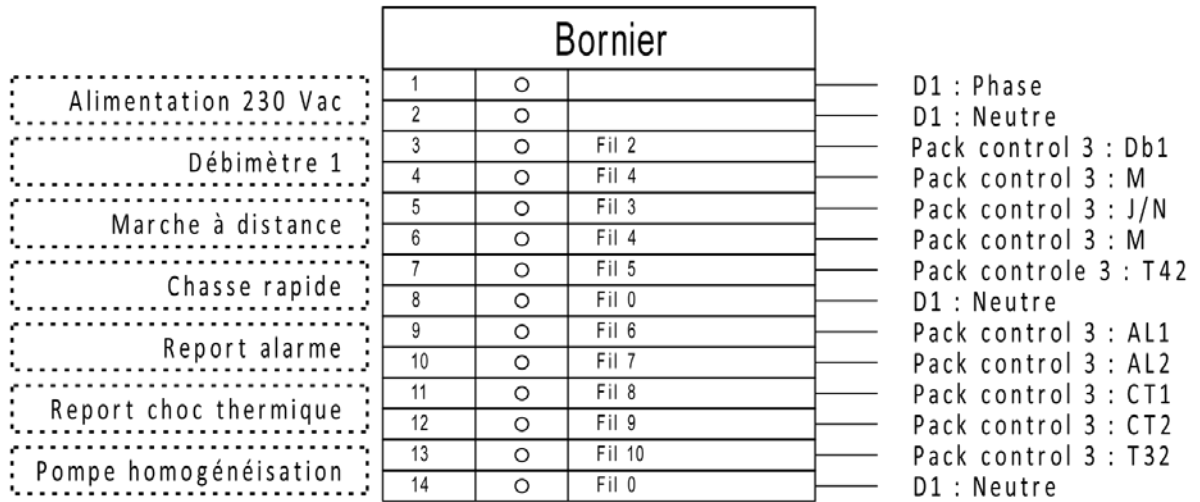 Bornier
Alimentation 230 Vac
1 D1 : Phase
2 D1 : Neutre
Débimètre 1
3 Fil 2 Pack control 3 : Db1
4 Fil 4 Pack control 3 : M
Marche à distance
5 Fil 3 Pack control 3 : J/N
6 Fil 4 Pack control 3 : M
Chasse rapide
7 Fil 5 Pack controle 3 : T42
8 Fil 0 D1 : Neutre
Report alarme
9 Fil 6 Pack control 3 : AL1
10 Fil 7 Pack control 3 : AL2
Report choc thermique
11 Fil 8 Pack control 3 : CT1
12 Fil 9 Pack control 3 : CT2
Pompe homogénéisation
13 Fil 10 Pack control 3 : T32
14 Fil 0 D1 : Neutre